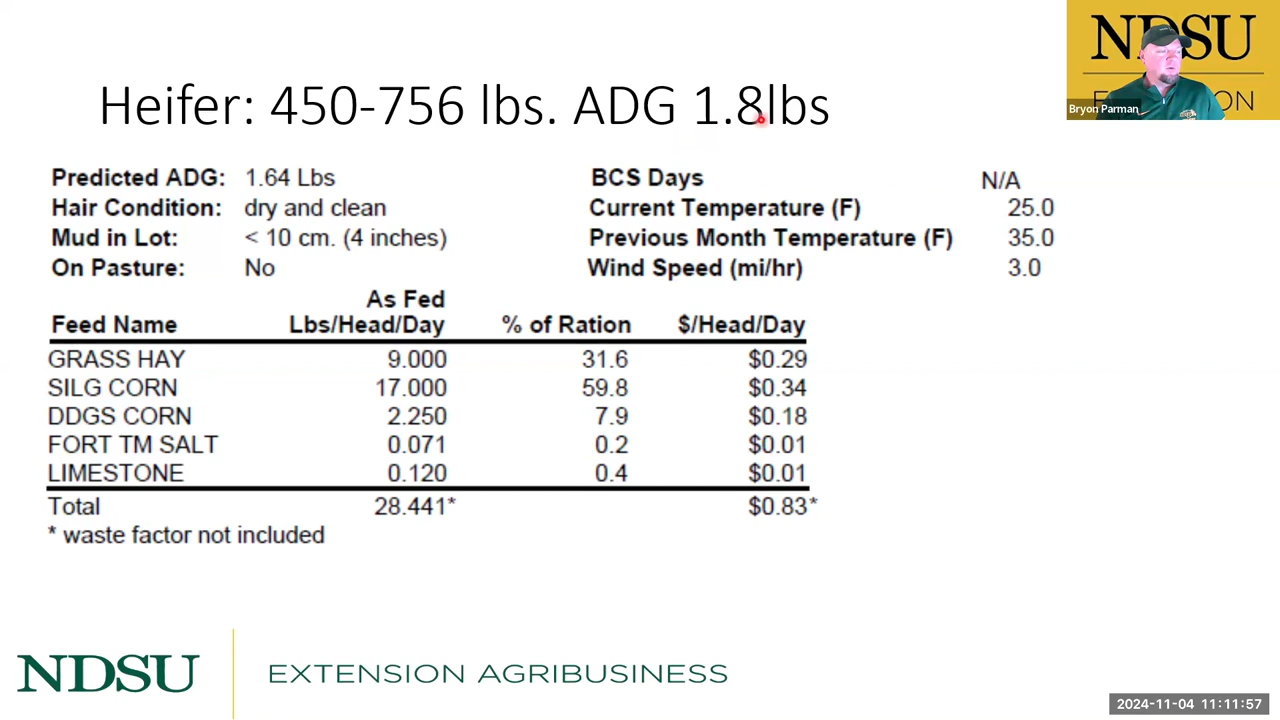 NDSU
Bryon Parman
Heifer: 450-756 lbs. ADG 1.8lbs
Predicted ADG: 1.64 Lbs BCS Days N/A
Hair Condition: dry and clean Current Temperature (F) 25.0
Mud in Lot: < 10 cm. (4 inches) Previous Month Temperature (F) 35.0
On Pasture: No Wind Speed (mi/hr) 3.0
As Fed
Feed Name Lbs/Head/Day % of Ration $/Head/Day
GRASS HAY 9.000 31.6 $0.29
SILG CORN 17.000 59.8 $0.34
DDGS CORN 2.250 7.9 $0.18
FORT TM SALT 0.071 0.2 $0.01
LIMESTONE 0.120 0.4 $0.01
Total 28.441* $0.83*
* waste factor not included
NDSU EXTENSION AGRIBUSINESS
2024-11-04 11:11:57